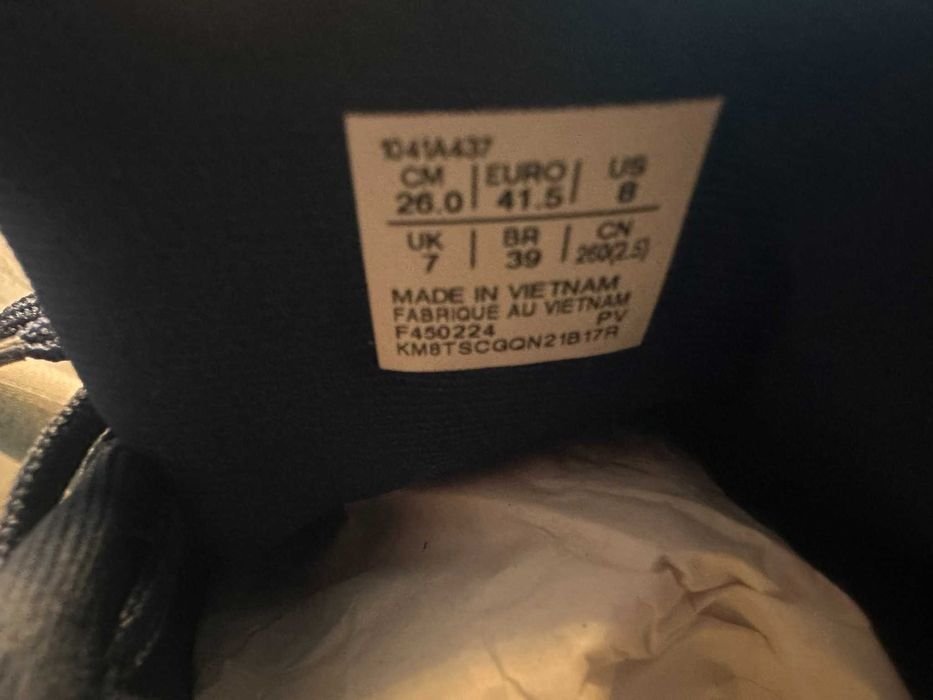 1041A437
CM | EURO | US
26.0 | 41.5 | 8
UK | BR | CN
7 | 39 | 260(2.5)
MADE IN VIETNAM
FABRIQUE AU VIETNAM
F450224 PV
KM8TSCGQN21B17R